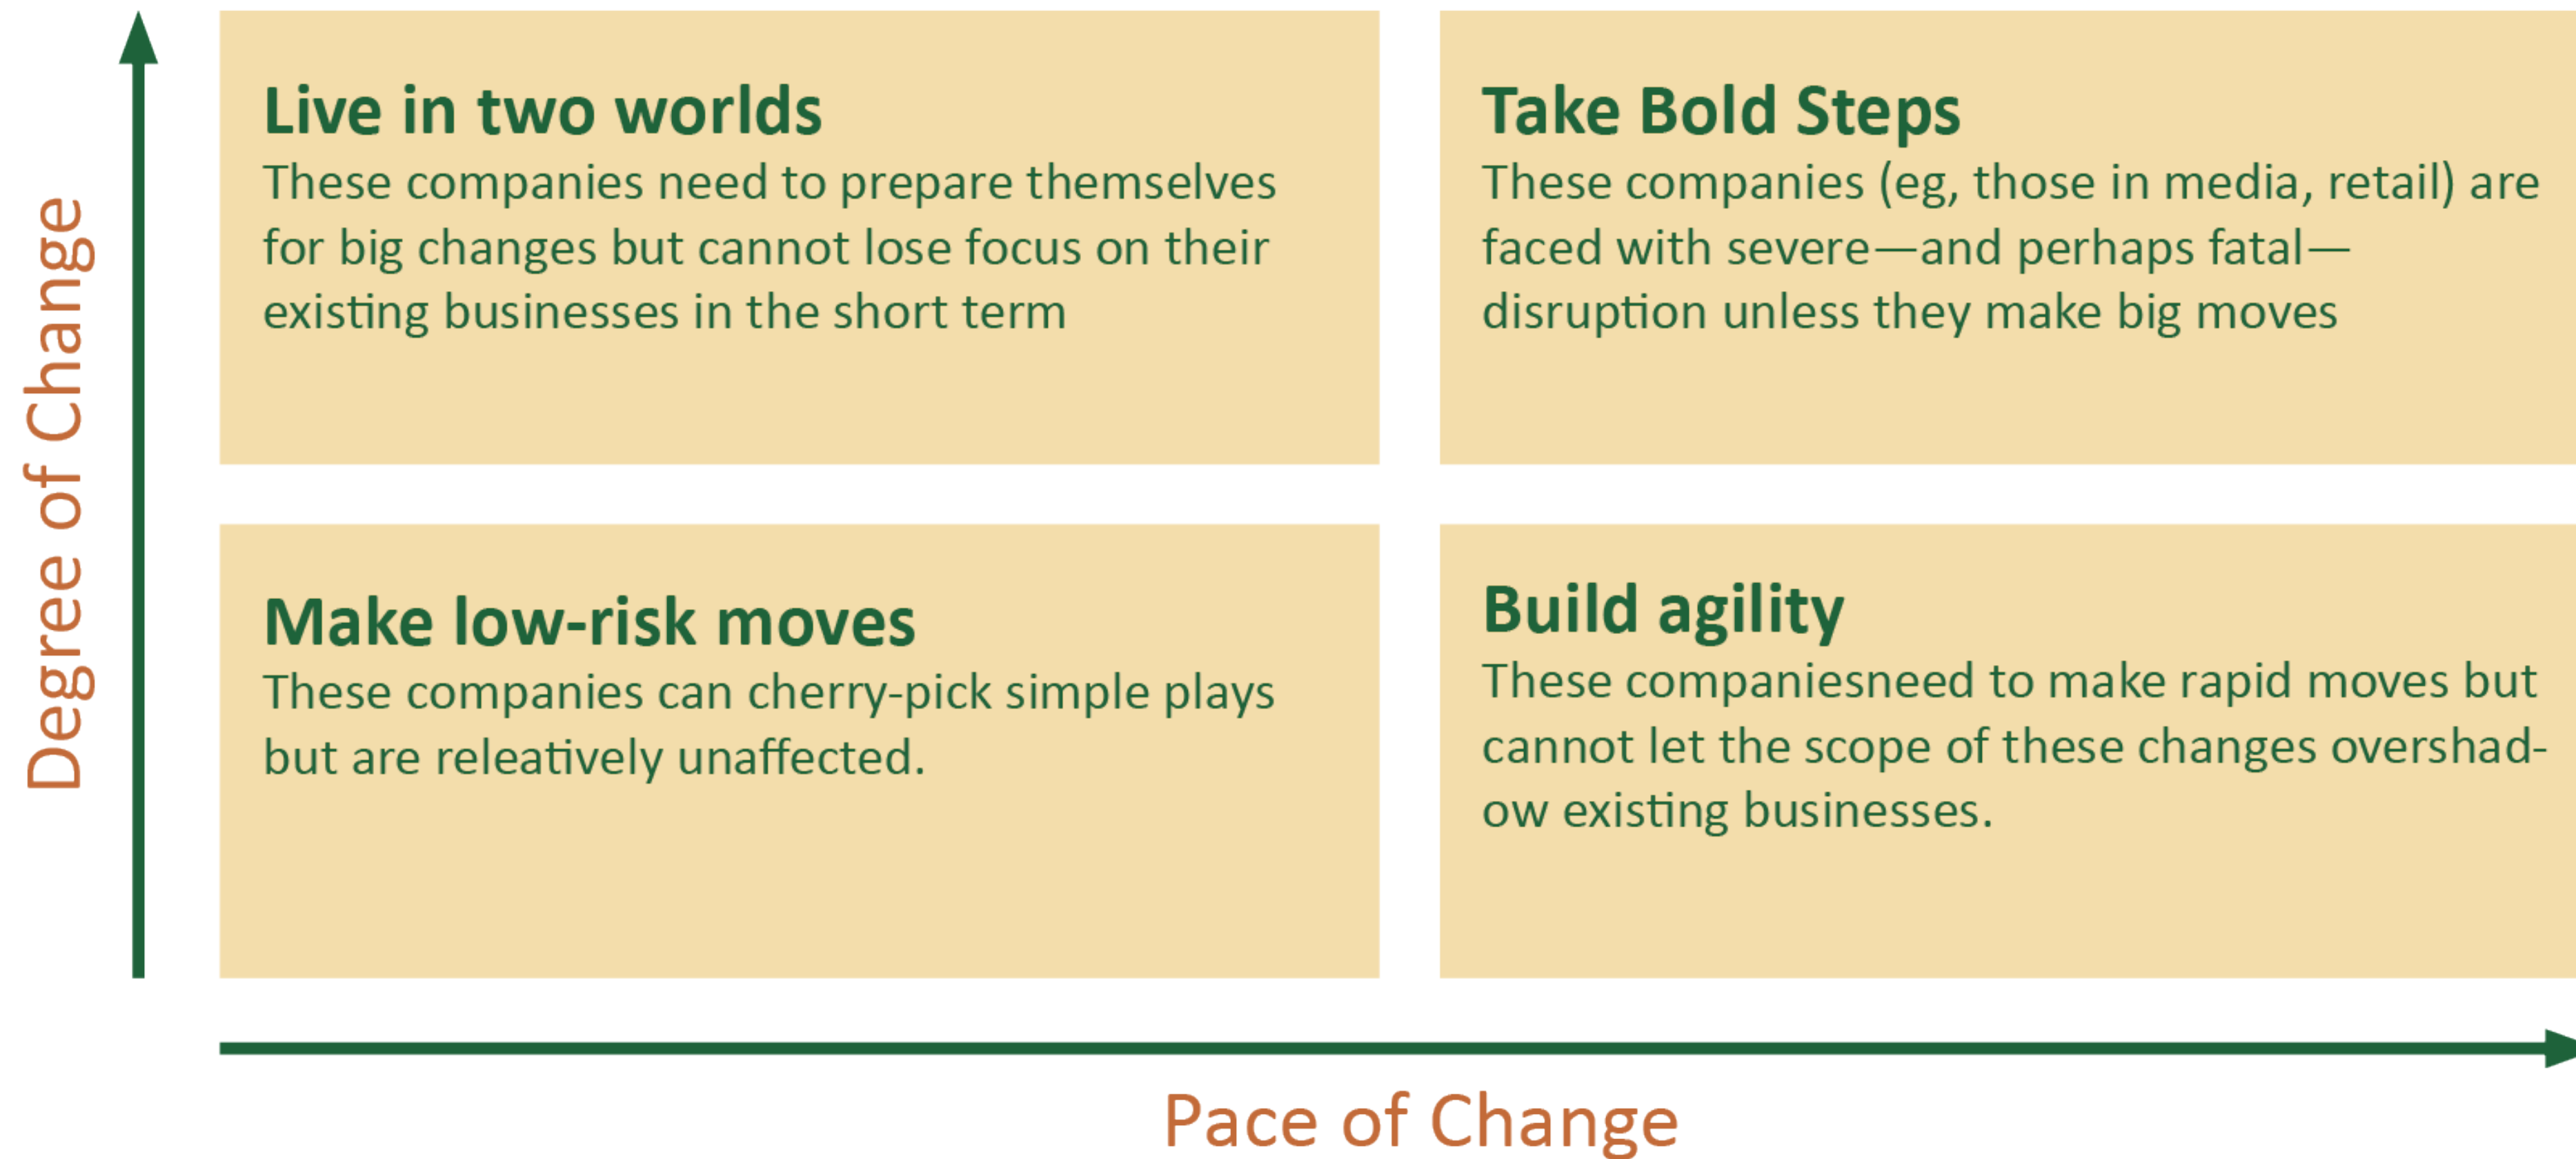 Degree of Change
Live in two worlds
These companies need to prepare themselves
for big changes but cannot lose focus on their
existing businesses in the short term
Take Bold Steps
These companies (eg, those in media, retail) are
faced with severe—and perhaps fatal—
disruption unless they make big moves
Make low-risk moves
These companies can cherry-pick simple plays
but are releatively unaffected.
Build agility
These companiesneed to make rapid moves but
cannot let the scope of these changes overshad-
ow existing businesses.
Pace of Change